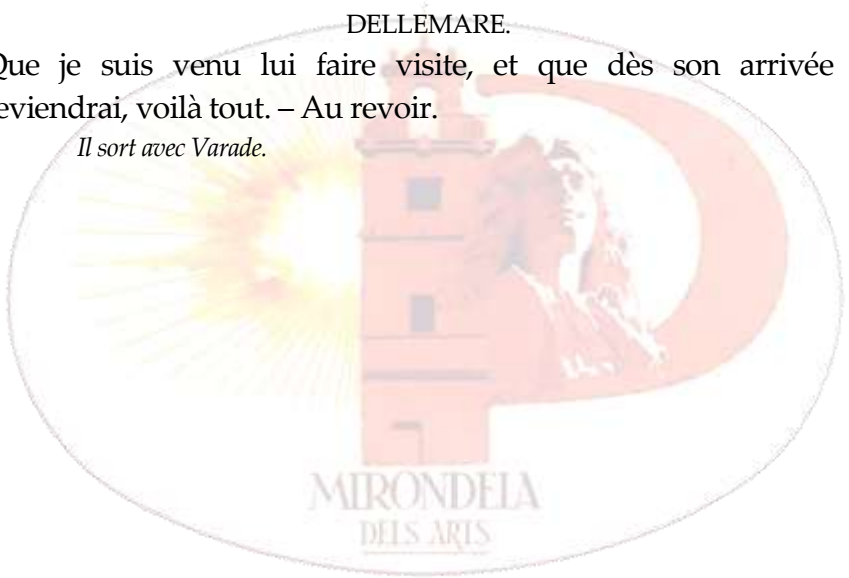 DELLEMARE.
Que je suis venu lui faire visite, et que dès son arrivée
eviendrai, voilà tout. – Au revoir.
Il sort avec Varade.
MIRONDELA
DELS ARTS